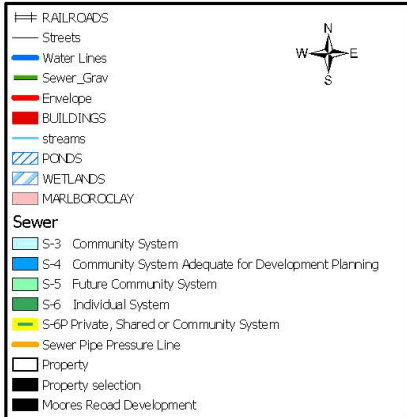 RAILROADS
Streets
Water Lines
Sewer_Grav
Envelope
BUILDINGS
streams
PONDS
WETLANDS
MARLBOROCLAY
Sewer
S-3 Community System
S-4 Community System Adequate for Development Planning
S-5 Future Community System
S-6 Individual System
S-6P Private, Shared or Community System
Sewer Pipe Pressure Line
Property
Property selection
Moores Reoad Development
N
W E
S